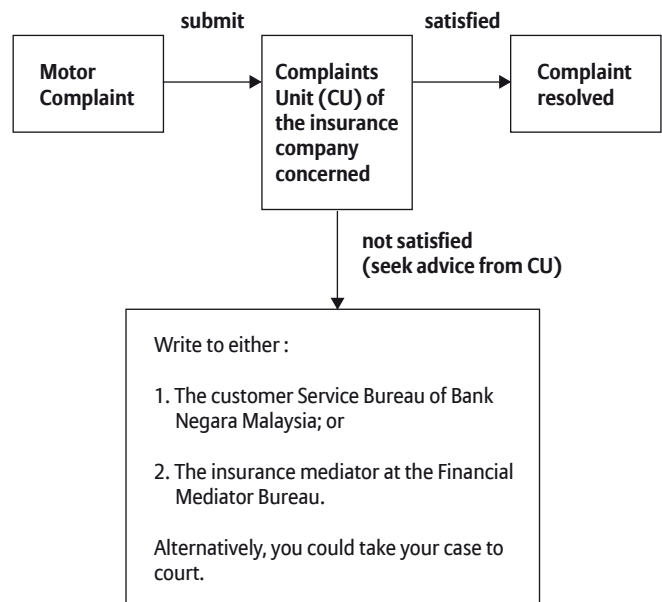 submit
satisfied
Motor
Complaint
Complaints
Unit (CU) of
the insurance
company
concerned
Complaint
resolved
not satisfied
(seek advice from CU)
Write to either :
1. The customer Service Bureau of Bank
Negara Malaysia; or
2. The insurance mediator at the Financial
Mediator Bureau.
Alternatively, you could take your case to
court.